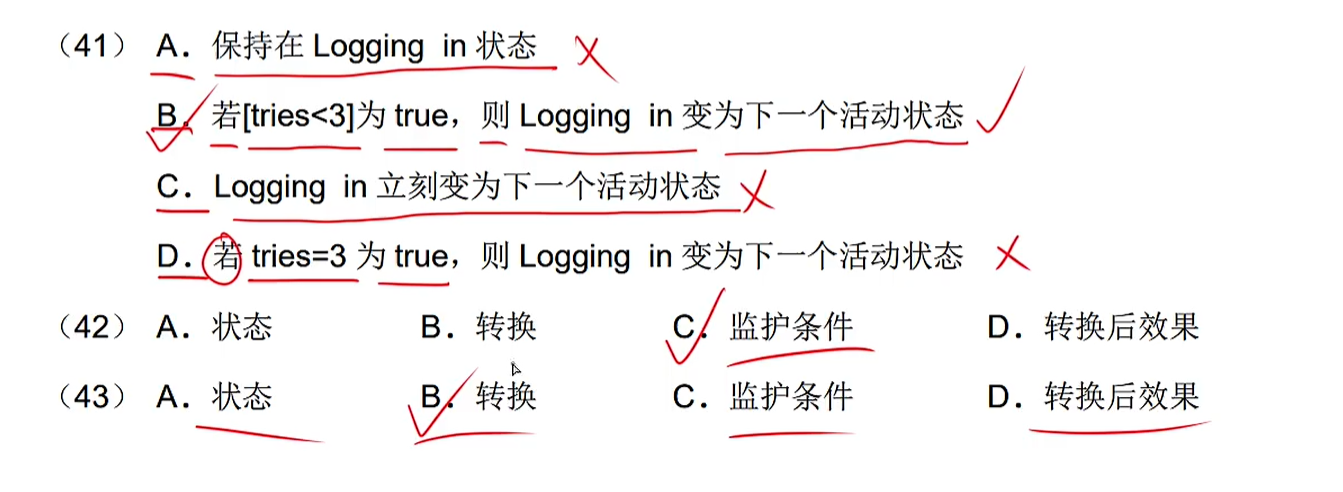 （41） A．保持在 Logging in 状态
B．若[tries<3]为 true，则 Logging in 变为下一个活动状态
C．Logging in 立刻变为下一个活动状态
D．若 tries=3 为 true，则 Logging in 变为下一个活动状态
（42） A．状态 B．转换 C．监护条件 D．转换后效果
（43） A．状态 B．转换 C．监护条件 D．转换后效果